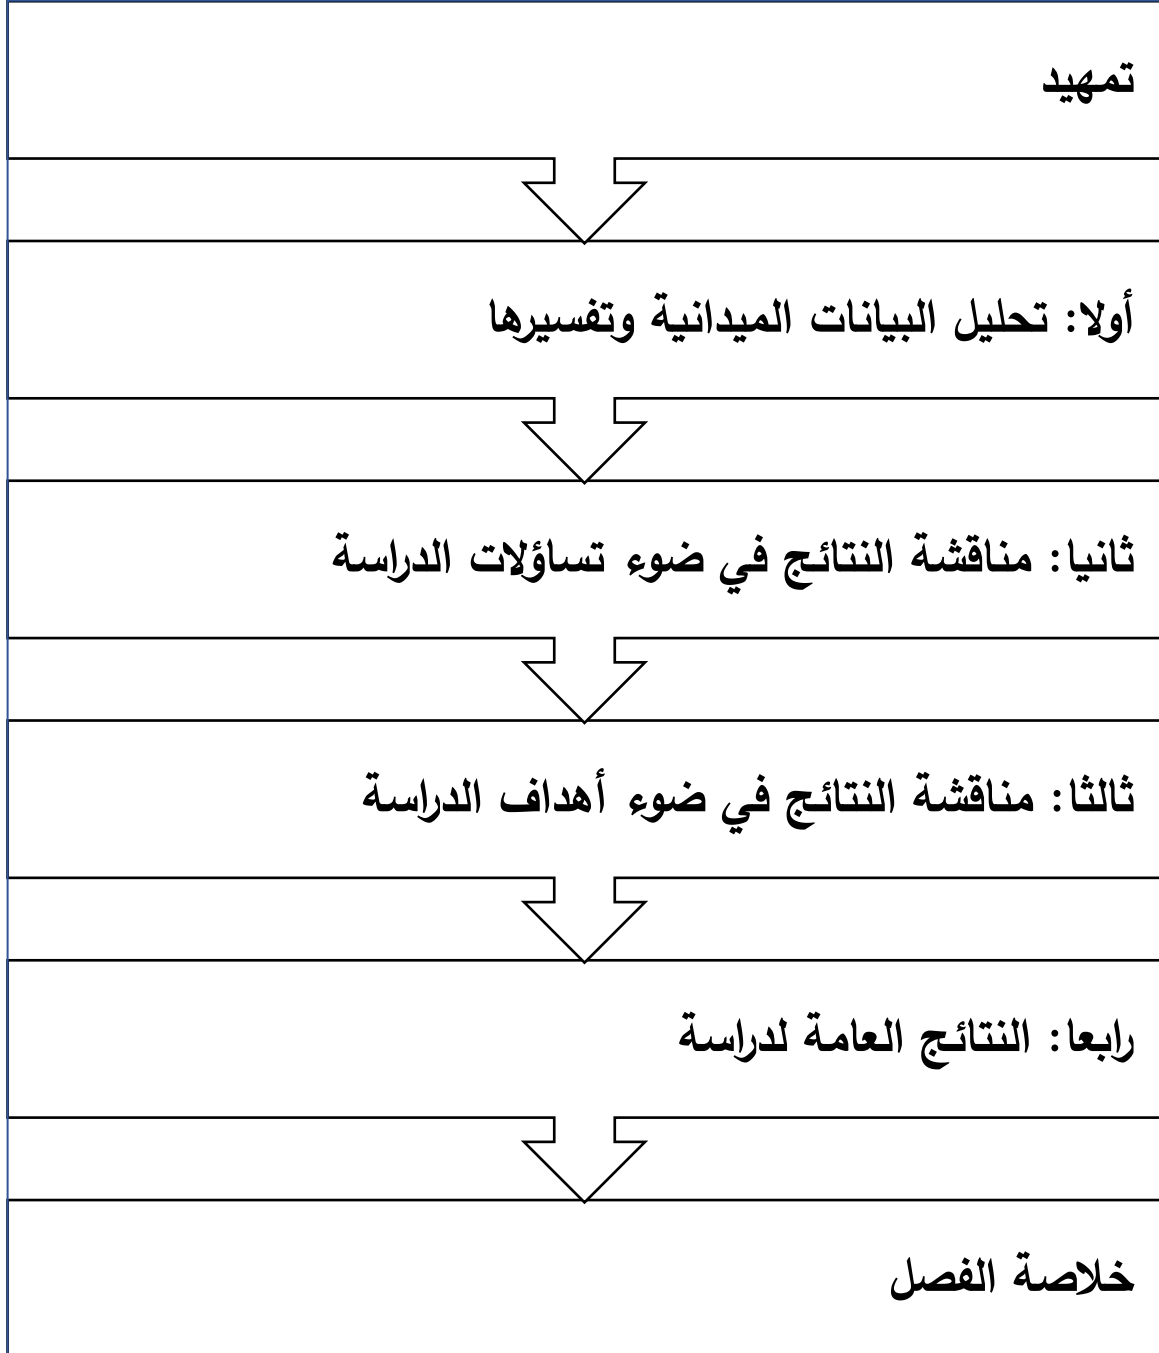 تمهيد
أولا: تحليل البيانات الميدانية وتفسيرها
ثانيا: مناقشة النتائج في ضوء تساؤلات الدراسة
ثالثا: مناقشة النتائج في ضوء أهداف الدراسة
رابعا: النتائج العامة لدراسة
خلاصة الفصل